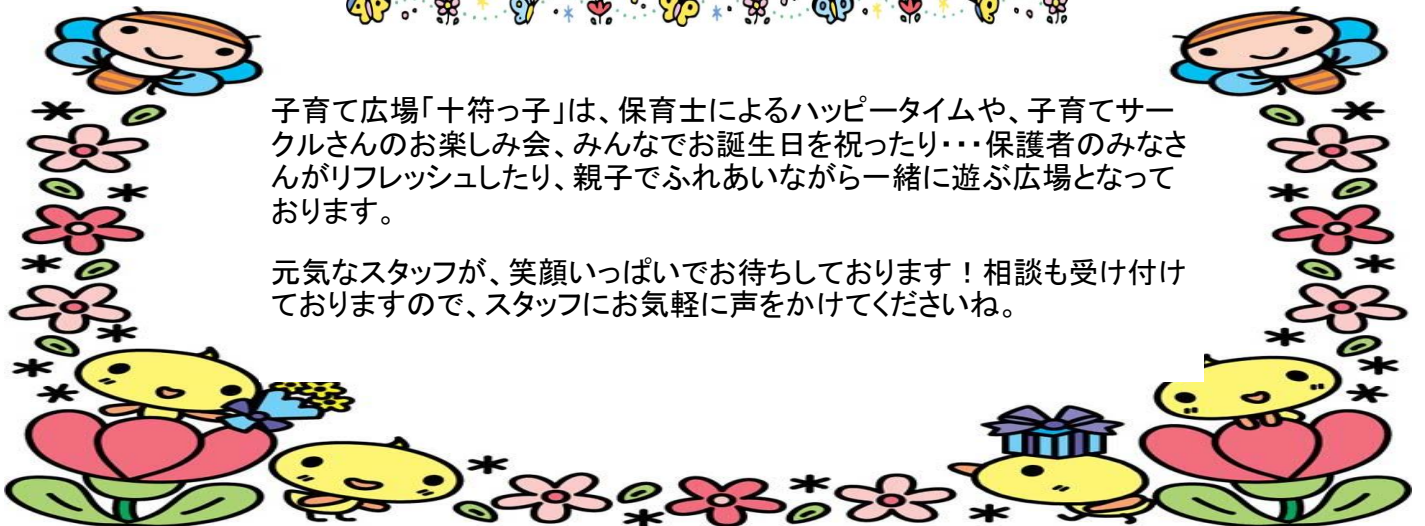 子育て広場「十符っ子」は、保育士によるハッピータイムや、子育てサー
クルさんのお楽しみ会、みんなでお誕生日を祝ったり・・・保護者のみなさ
んがリフレッシュしたり、親子でふれあいながら一緒に遊ぶ広場となって
おります。
元気なスタッフが、笑顔いっぱいでお待ちしております！相談も受け付け
ておりますので、スタッフにお気軽に声をかけてくださいね。